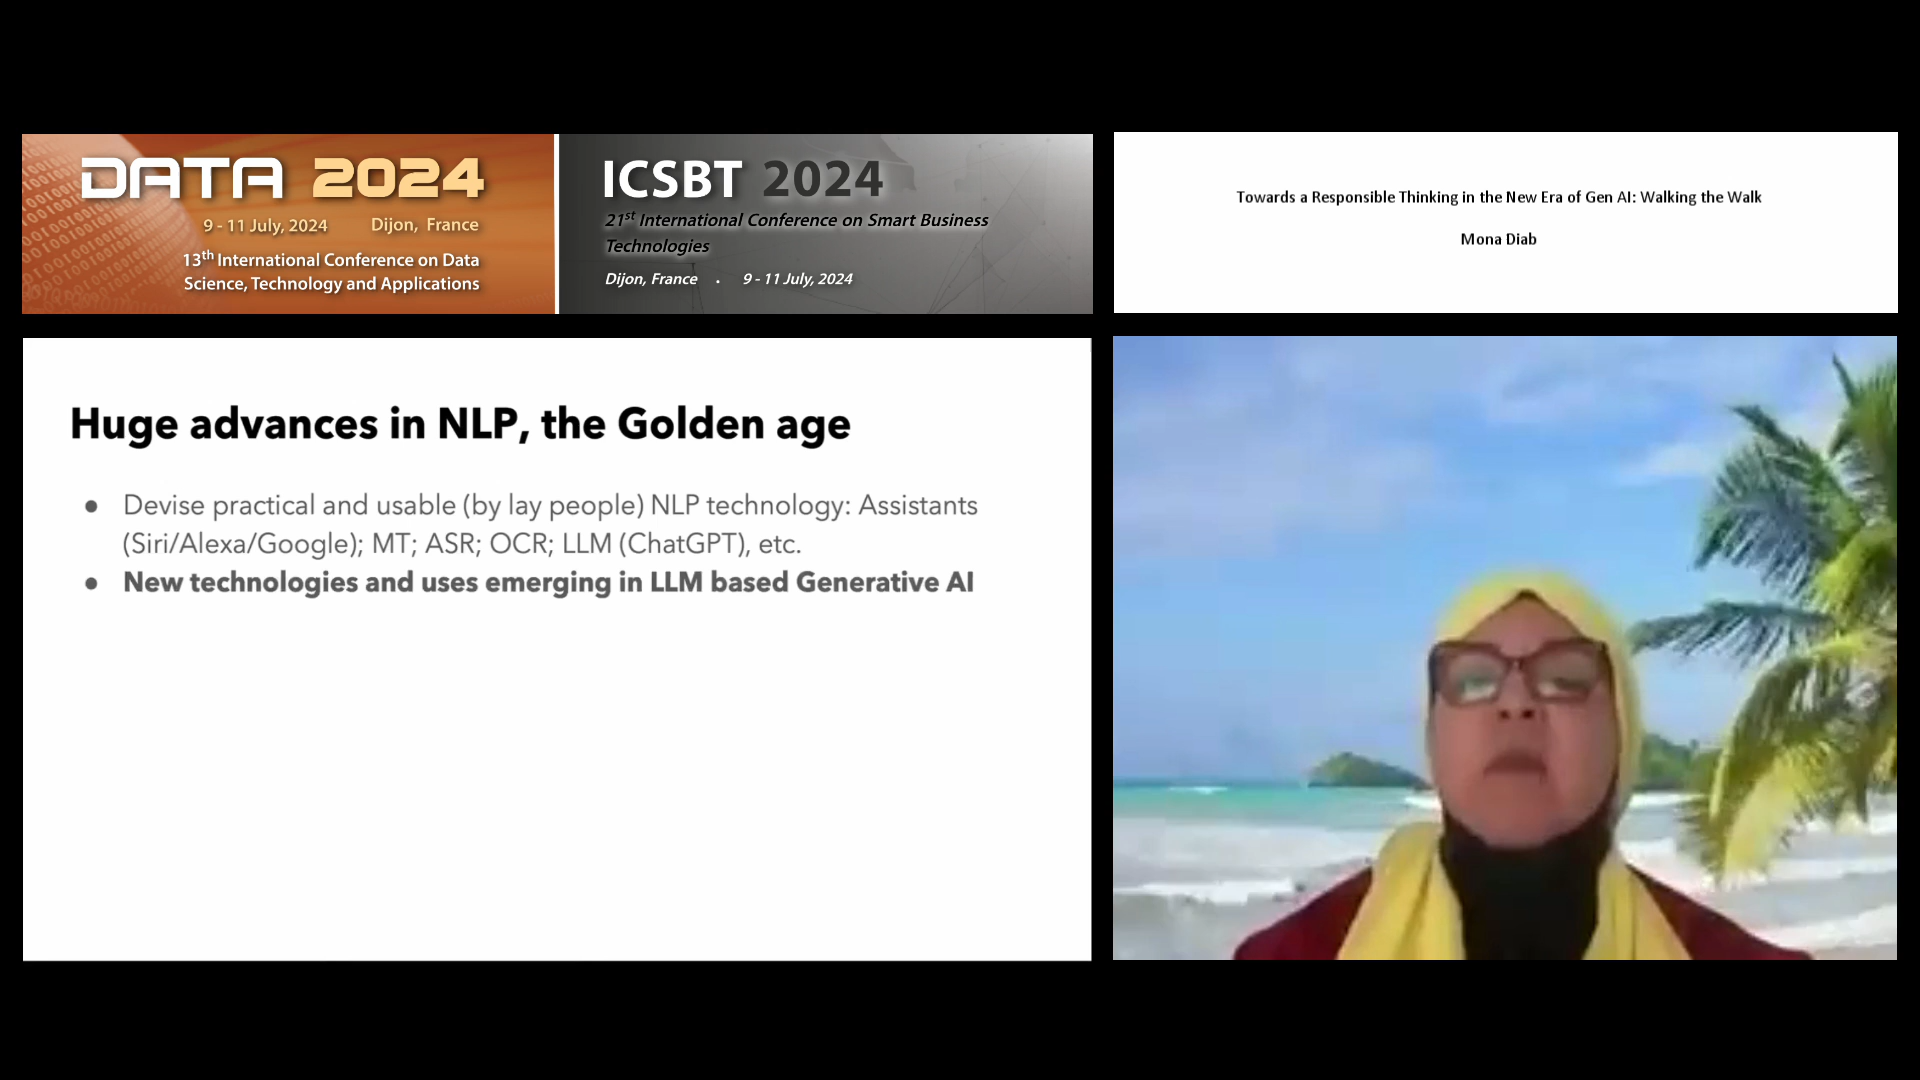 DATA 2024
9 - 11 July, 2024 Dijon, France
13th International Conference on Data
Science, Technology and Applications
ICSBT 2024
21st International Conference on Smart Business
Technologies
Dijon, France . 9 - 11 July, 2024
Towards a Responsible Thinking in the New Era of Gen AI: Walking the Walk
Mona Diab
Huge advances in NLP, the Golden age
● Devise practical and usable (by lay people) NLP technology: Assistants
(Siri/Alexa/Google); MT; ASR; OCR; LLM (ChatGPT), etc.
● New technologies and uses emerging in LLM based Generative AI